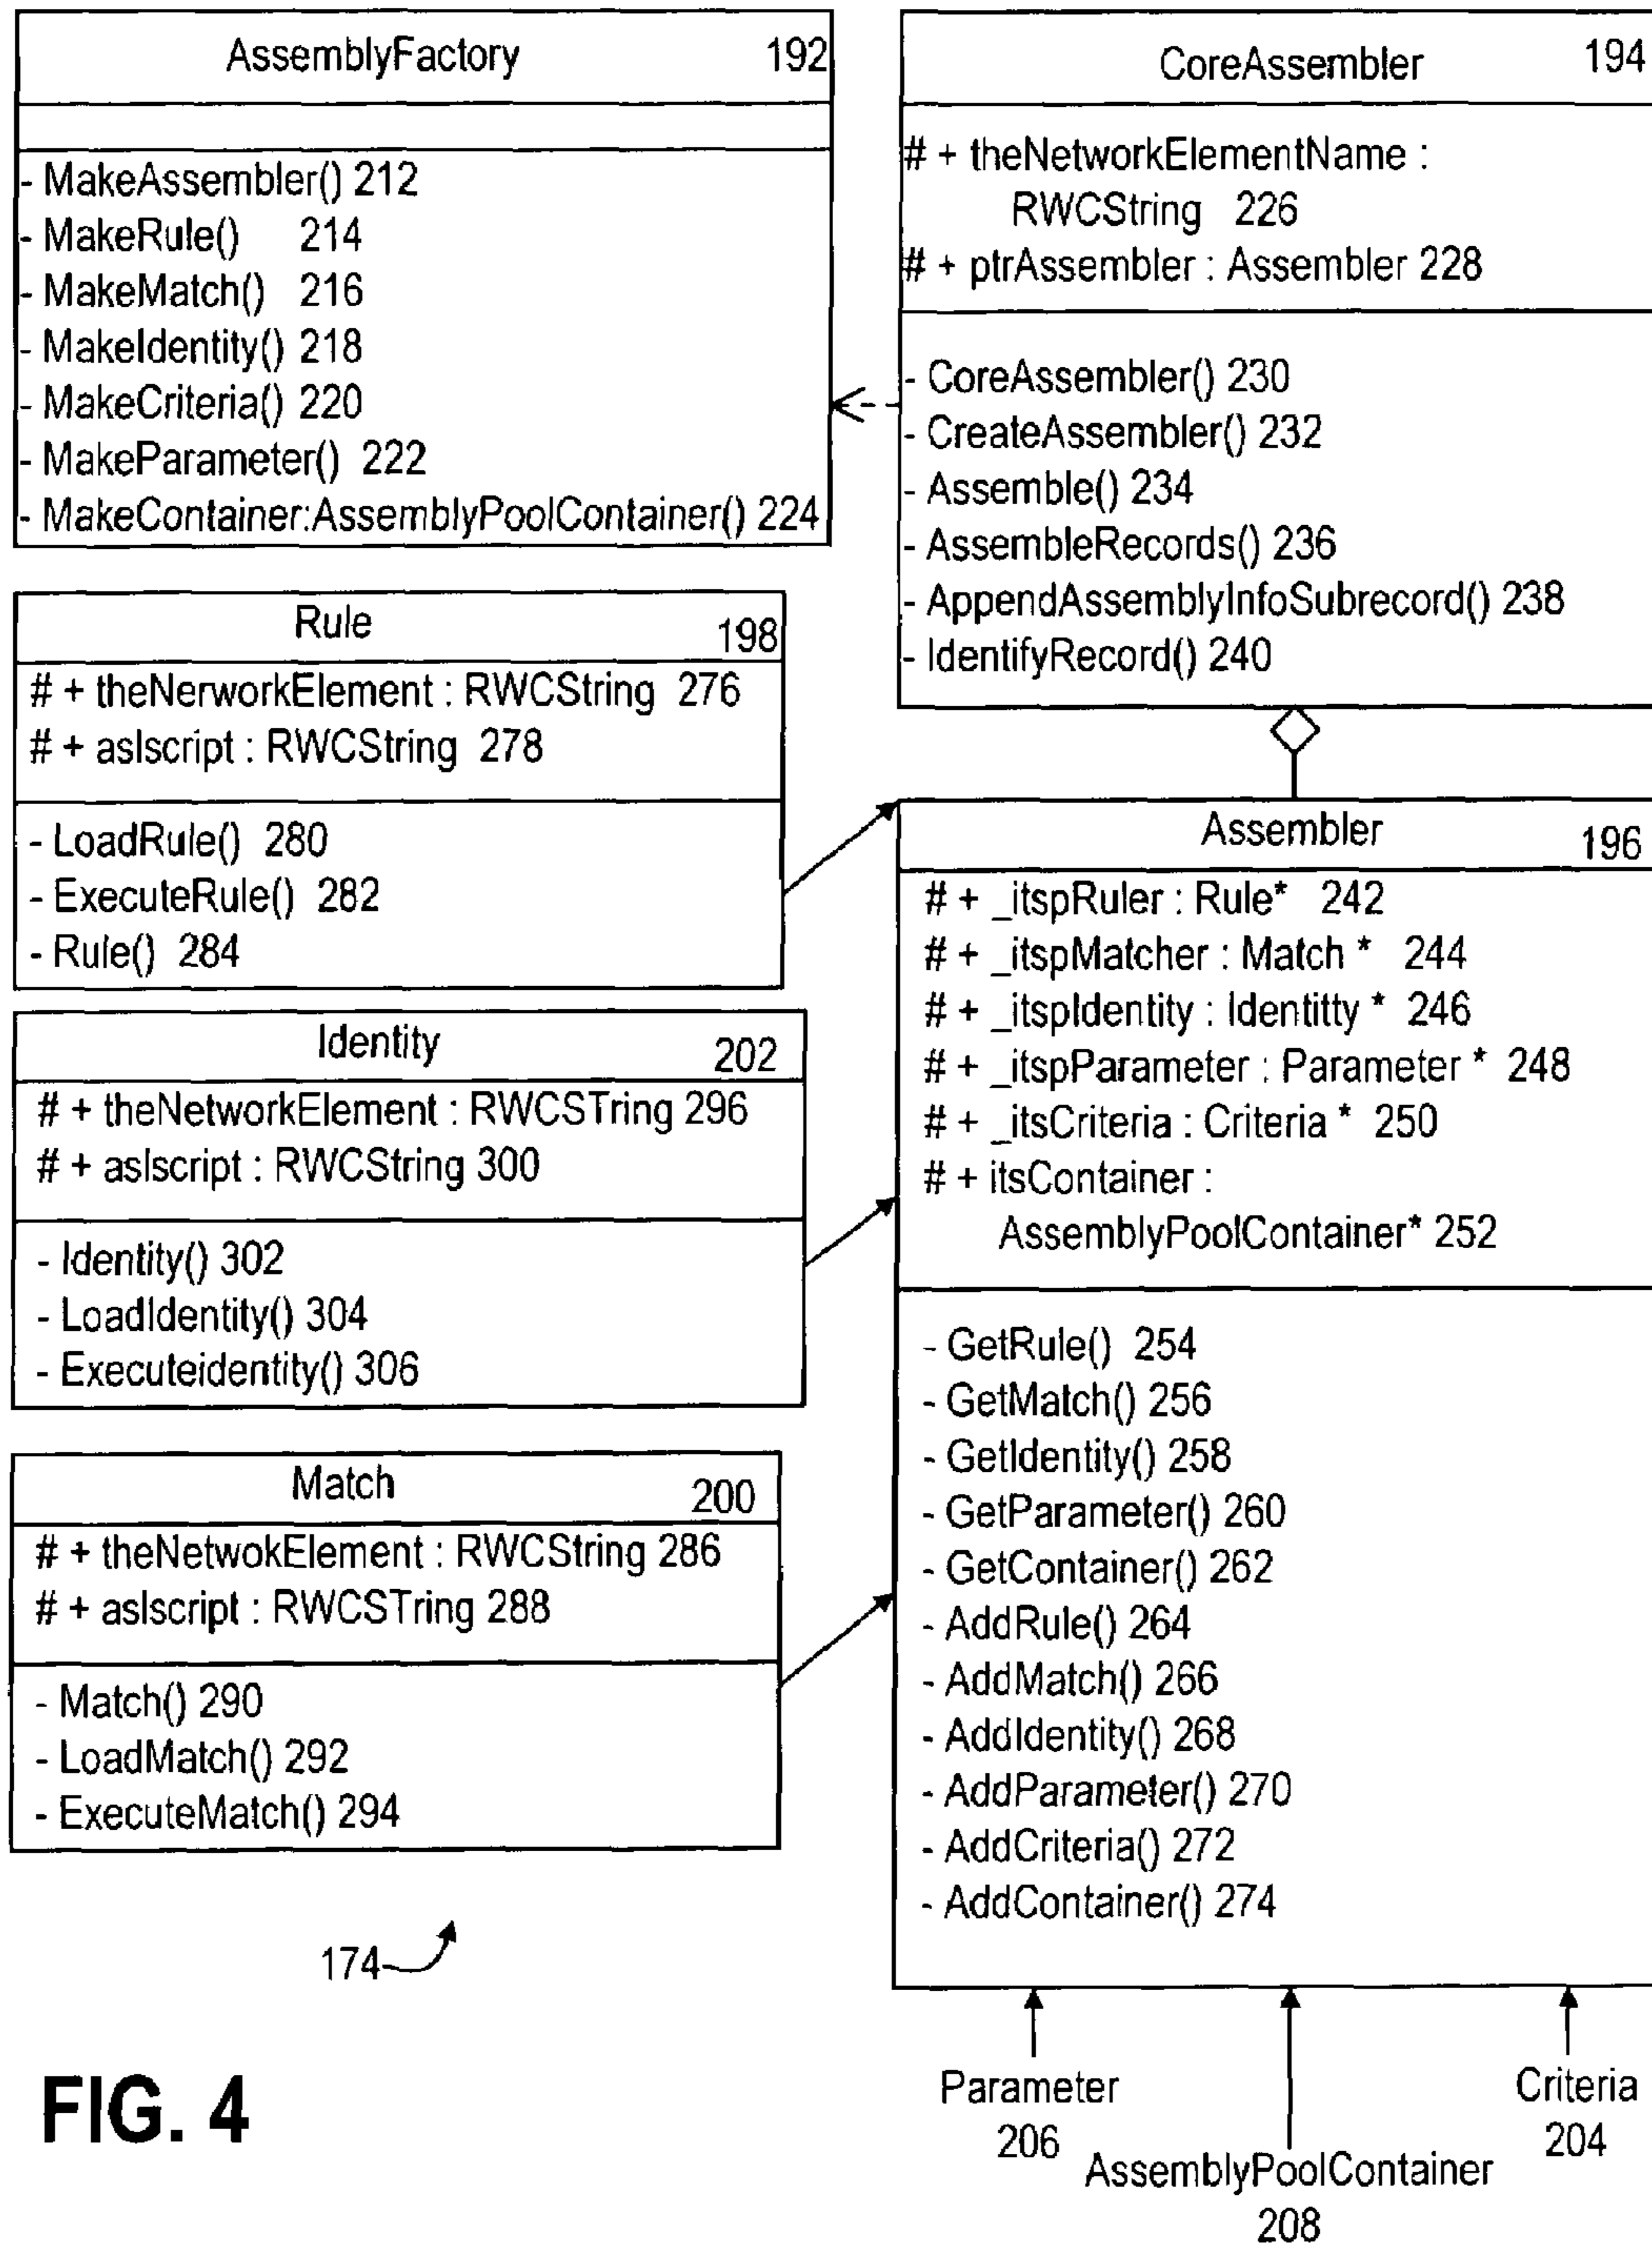 AssemblyFactory 192
- MakeAssembler() 212
- MakeRule() 214
- MakeMatch() 216
- MakeIdentity() 218
- MakeCriteria() 220
- MakeParameter() 222
- MakeContainer:AssemblyPoolContainer() 224
CoreAssembler 194
# + theNetworkElementName :
RWCString 226
# + ptrAssembler : Assembler 228
- CoreAssembler() 230
- CreateAssembler() 232
- Assemble() 234
- AssembleRecords() 236
- AppendAssemblyInfoSubrecord() 238
- IdentifyRecord() 240
Rule 198
# + theNerworkElement : RWCString 276
# + aslscript : RWCString 278
- LoadRule() 280
- ExecuteRule() 282
- Rule() 284
Identity 202
# + theNetworkElement : RWCSTring 296
# + aslscript : RWCString 300
- Identity() 302
- LoadIdentity() 304
- Executeidentity() 306
Match 200
# + theNetwokElement : RWCString 286
# + aslscript : RWCSTring 288
- Match() 290
- LoadMatch() 292
- ExecuteMatch() 294
Assembler 196
# + _itspRuler : Rule* 242
# + _itspMatcher : Match * 244
# + _itspIdentity : Identitty * 246
# + _itspParameter : Parameter * 248
# + _itsCriteria : Criteria * 250
# + itsContainer :
AssemblyPoolContainer* 252
- GetRule() 254
- GetMatch() 256
- GetIdentity() 258
- GetParameter() 260
- GetContainer() 262
- AddRule() 264
- AddMatch() 266
- AddIdentity() 268
- AddParameter() 270
- AddCriteria() 272
- AddContainer() 274
174
Parameter
206
AssemblyPoolContainer
208
Criteria
204
FIG. 4